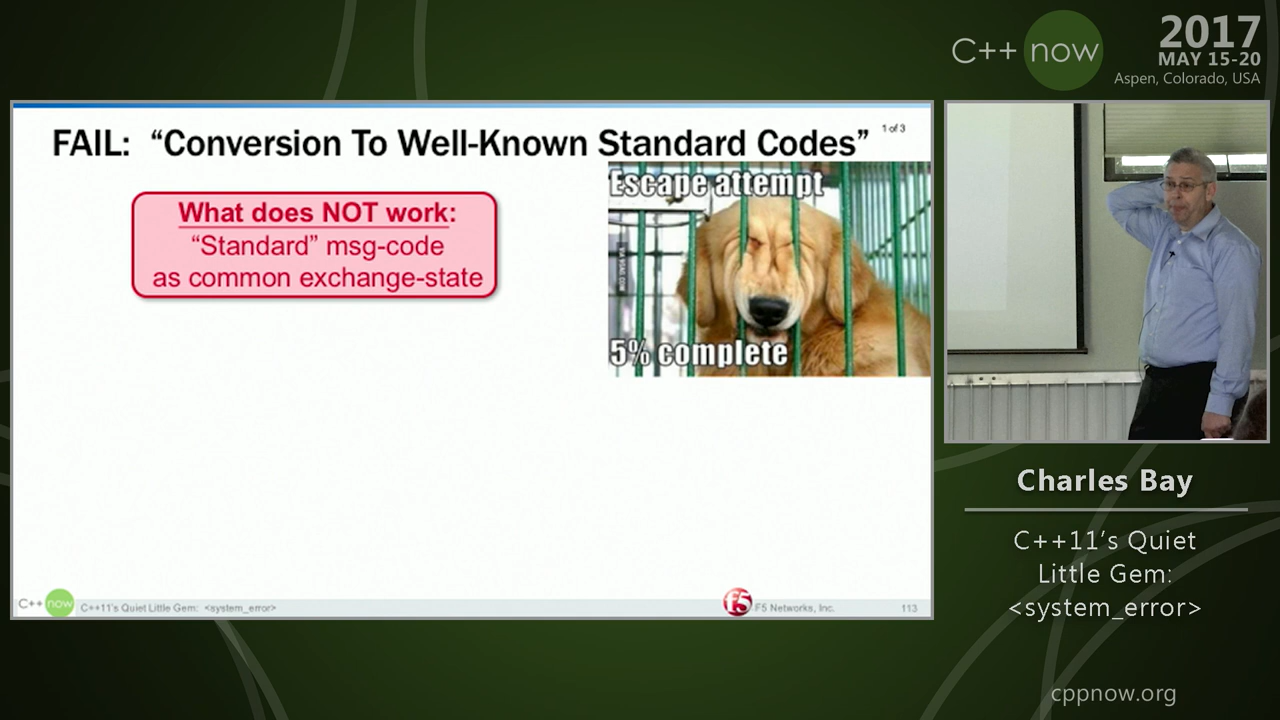 C++ now
2017
MAY 15-20
Aspen, Colorado, USA
FAIL: “Conversion To Well-Known Standard Codes”
1 of 3
What does NOT work:
“Standard” msg-code
as common exchange-state
Escape attempt
5% complete
C++ now
C++11's Quiet Little Gem: <system_error>
f5
F5 Networks, Inc.
113
Charles Bay
C++11’s Quiet
Little Gem:
<system_error>
cppnow.org